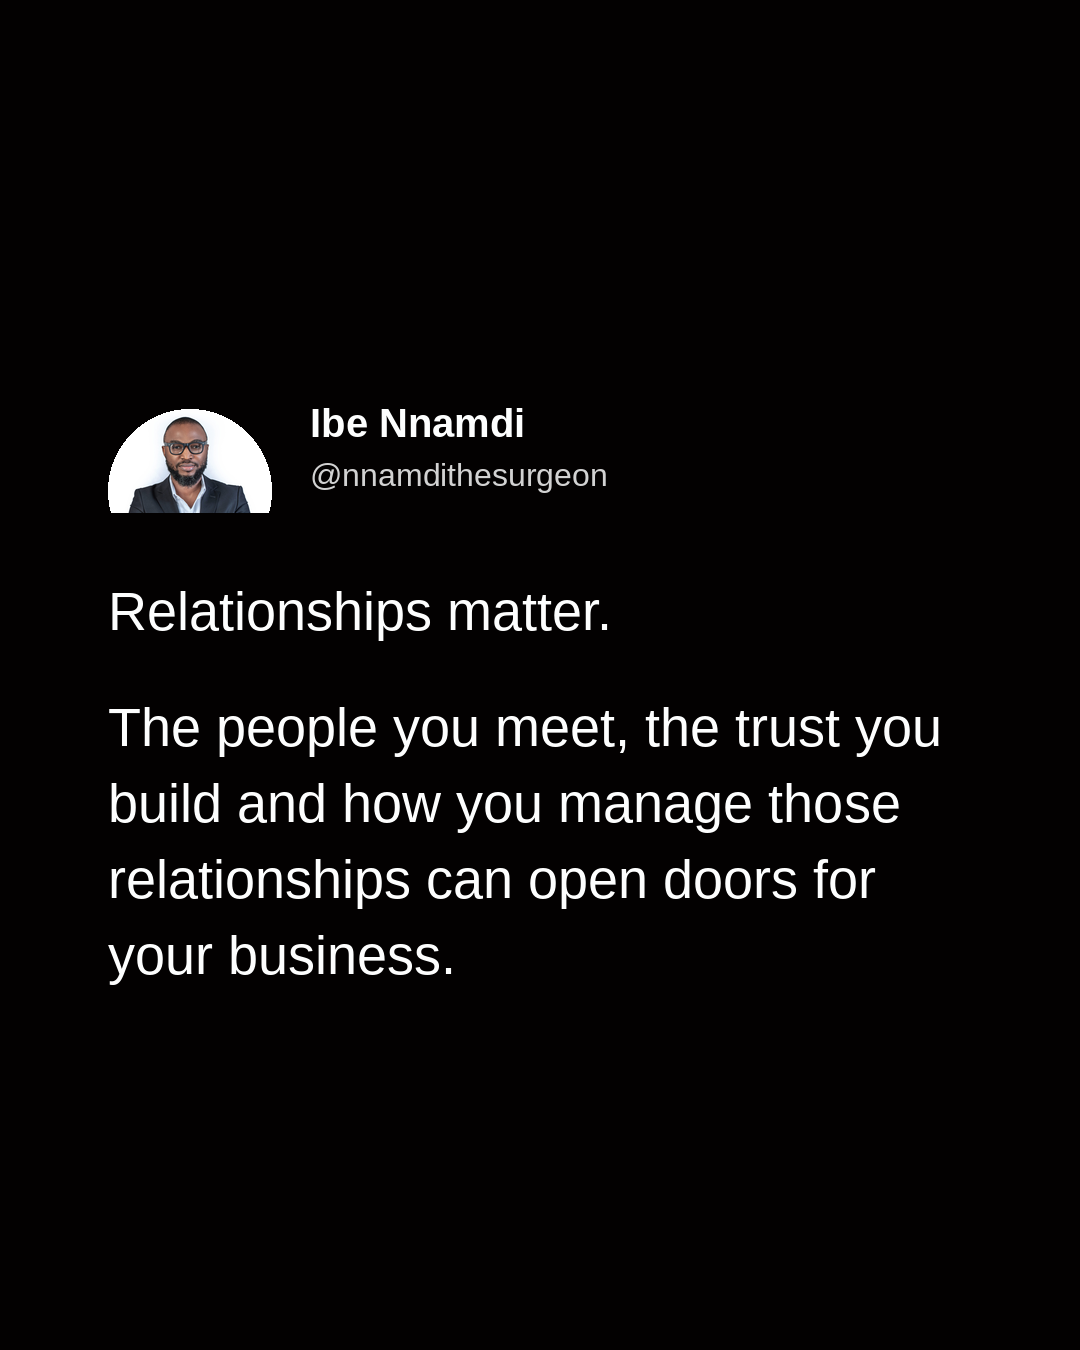 Ibe Nnamdi
@nnamdithesurgeon
Relationships matter.
The people you meet, the trust you
build and how you manage those
relationships can open doors for
your business.